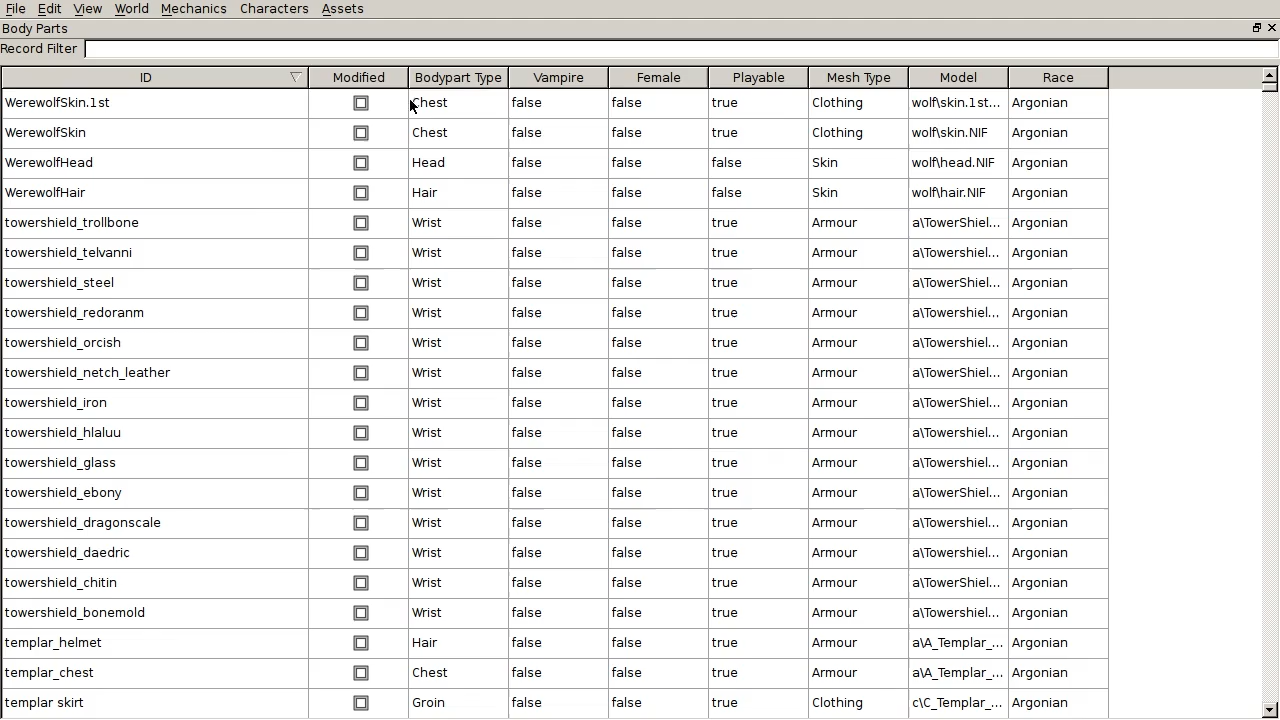 File Edit View World Mechanics Characters Assets
Body Parts
Record Filter
ID Modified Bodypart Type Vampire Female Playable Mesh Type Model Race
WerewolfSkin.1st Chest false false true Clothing wolf\skin.1st... Argonian
WerewolfSkin Chest false false true Clothing wolf\skin.NIF Argonian
WerewolfHead Head false false false Skin wolf\head.NIF Argonian
WerewolfHair Hair false false false Skin wolf\hair.NIF Argonian
towershield_trollbone Wrist false false true Armour a\TowerShiel... Argonian
towershield_telvanni Wrist false false true Armour a\Towershiel... Argonian
towershield_steel Wrist false false true Armour a\TowerShiel... Argonian
towershield_redoranm Wrist false false true Armour a\Towershiel... Argonian
towershield_orcish Wrist false false true Armour a\Towershiel... Argonian
towershield_netch_leather Wrist false false true Armour a\TowerShiel... Argonian
towershield_iron Wrist false false true Armour a\TowerShiel... Argonian
towershield_hlaluu Wrist false false true Armour a\Towershiel... Argonian
towershield_glass Wrist false false true Armour a\Towershiel... Argonian
towershield_ebony Wrist false false true Armour a\TowerShiel... Argonian
towershield_dragonscale Wrist false false true Armour a\Towershiel... Argonian
towershield_daedric Wrist false false true Armour a\Towershiel... Argonian
towershield_chitin Wrist false false true Armour a\TowerShiel... Argonian
towershield_bonemold Wrist false false true Armour a\Towershiel... Argonian
templar_helmet Hair false false true Armour a\A_Templar_... Argonian
templar_chest Chest false false true Armour a\A_Templar_... Argonian
templar skirt Groin false false true Clothing c\C_Templar_... Argonian